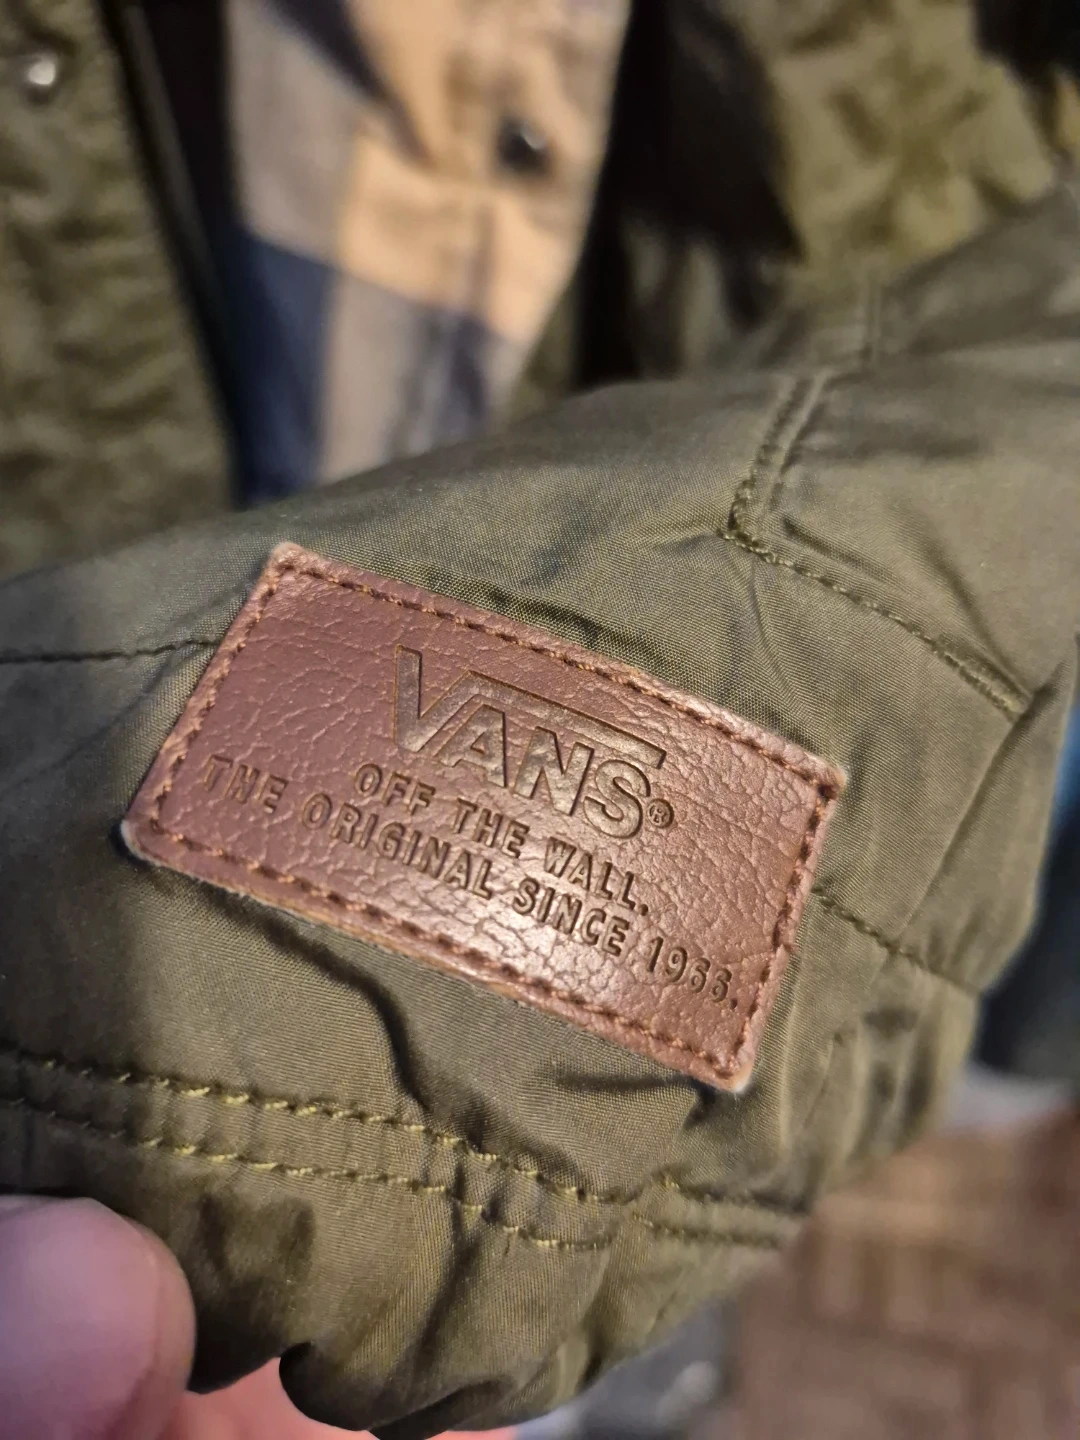 VANS®
OFF THE WALL.
THE ORIGINAL SINCE 1966.